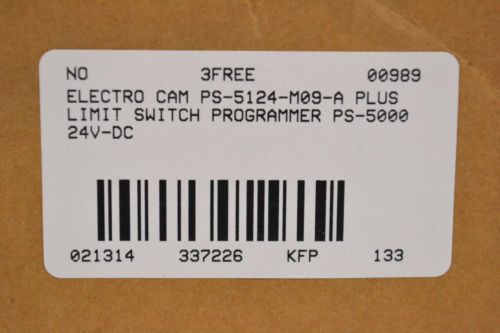 NO 3FREE 00989
ELECTRO CAM PS-5124-M09-A PLUS
LIMIT SWITCH PROGRAMMER PS-5000
24V-DC
021314 337226 KFP 133